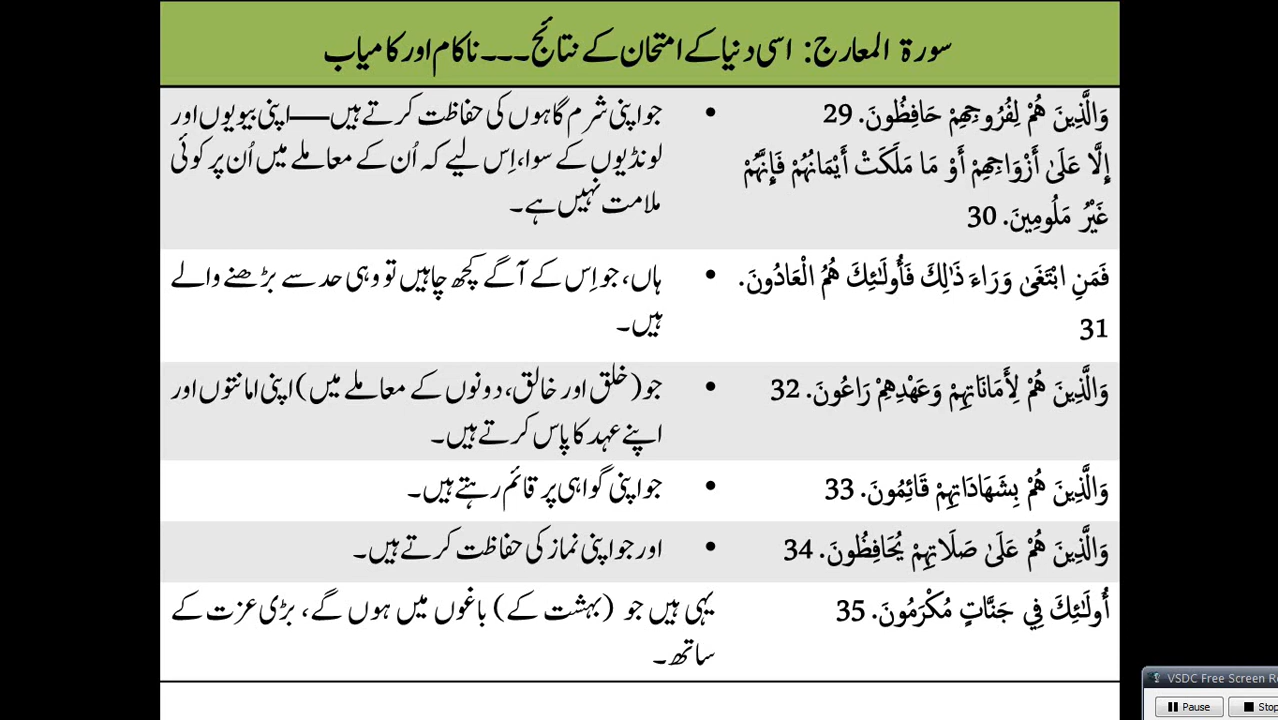 سورۃ المعارج: اسی دنیا کے امتحان کے نتائج۔۔۔ناکام اور کامیاب
وَالَّذِينَ هُمْ لِفُرُوجِهِمْ حَافِظُونَ. 29
إِلَّا عَلَىٰ أَزْوَاجِهِمْ أَوْ مَا مَلَكَتْ أَيْمَانُهُمْ فَإِنَّهُمْ
غَيْرُ مَلُومِينَ. 30
• جو اپنی شرم گاہوں کی حفاظت کرتے ہیں——اپنی بیویوں اور
لونڈیوں کے سوا، اِس لیے کہ اُن کے معاملے میں اُن پر کوئی
ملامت نہیں ہے۔
فَمَنِ ابْتَغَىٰ وَرَاءَ ذَٰلِكَ فَأُولَٰئِكَ هُمُ الْعَادُونَ.
31
• ہاں، جو اِس کے آگے کچھ چاہیں تو وہی حد سے بڑھنے والے
ہیں۔
وَالَّذِينَ هُمْ لِأَمَانَاتِهِمْ وَعَهْدِهِمْ رَاعُونَ. 32
• جو (خلق اور خالق، دونوں کے معاملے میں) اپنی امانتوں اور
اپنے عہد کا پاس کرتے ہیں۔
وَالَّذِينَ هُمْ بِشَهَادَاتِهِمْ قَائِمُونَ. 33
• جو اپنی گواہی پر قائم رہتے ہیں۔
وَالَّذِينَ هُمْ عَلَىٰ صَلَاتِهِمْ يُحَافِظُونَ. 34
• اور جو اپنی نماز کی حفاظت کرتے ہیں۔
أُولَٰئِكَ فِي جَنَّاتٍ مُكْرَمُونَ. 35
یہی ہیں جو (بہشت کے) باغوں میں ہوں گے، بڑی عزت کے
ساتھ۔
VSDC Free Screen Re
Pause
Stop